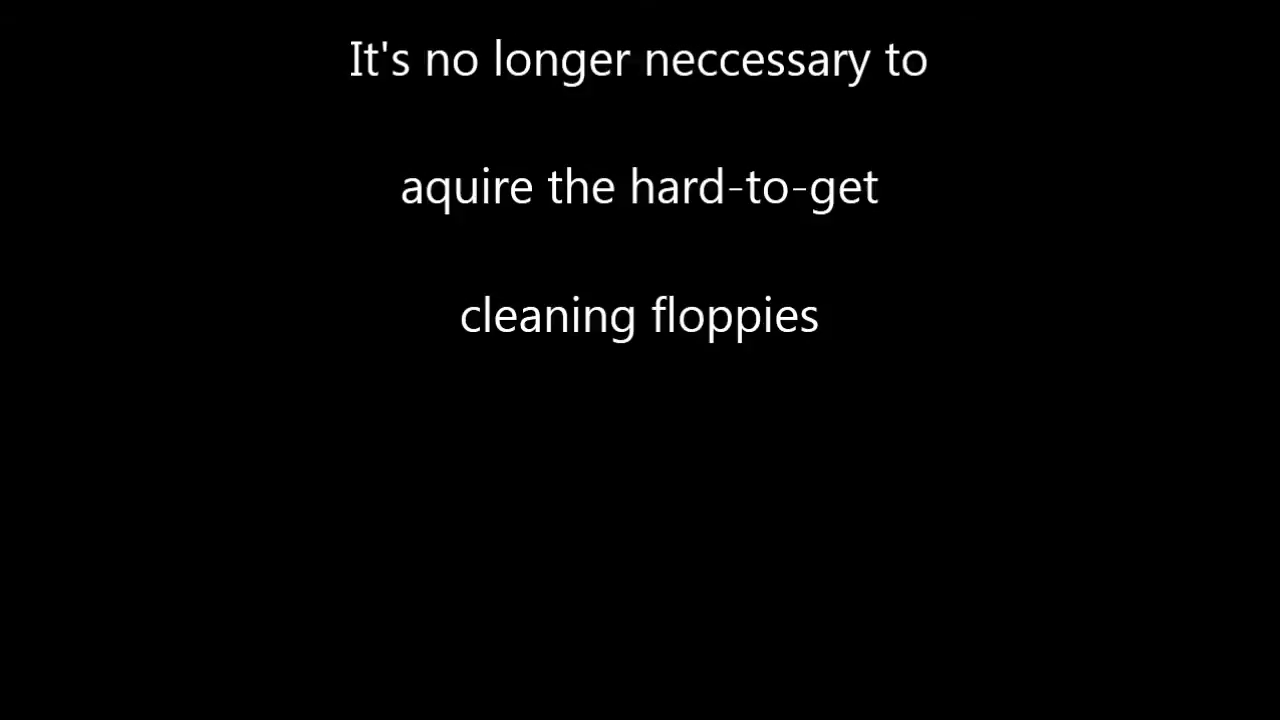 It's no longer neccessary to
aquire the hard-to-get
cleaning floppies